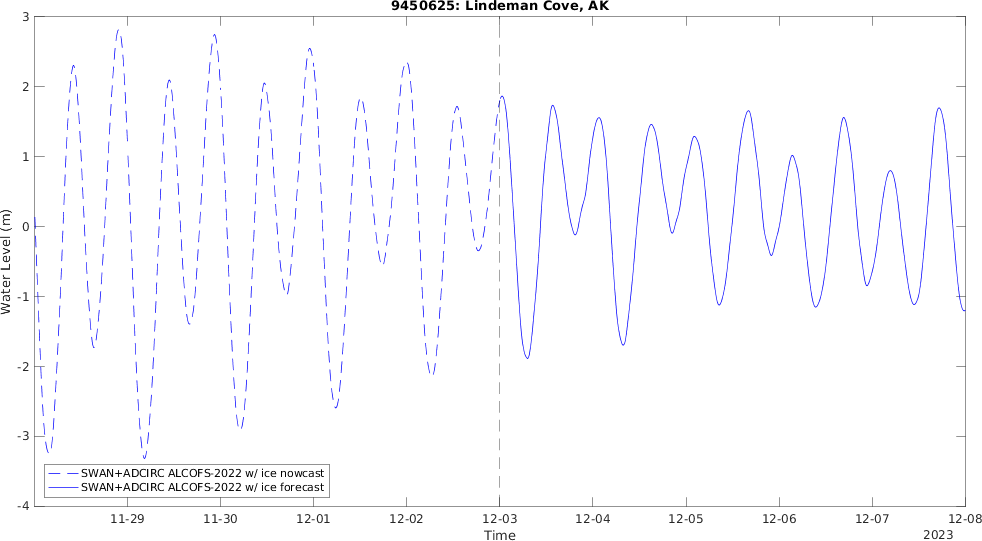 9450625: Lindeman Cove, AK
3
2
1
0
-1
-2
-3
-4
Water Level (m)
SWAN+ADCIRC ALCOFS-2022 w/ ice nowcast
SWAN+ADCIRC ALCOFS-2022 w/ ice forecast
11-29 11-30 12-01 12-02 12-03 12-04 12-05 12-06 12-07 12-08
Time
2023